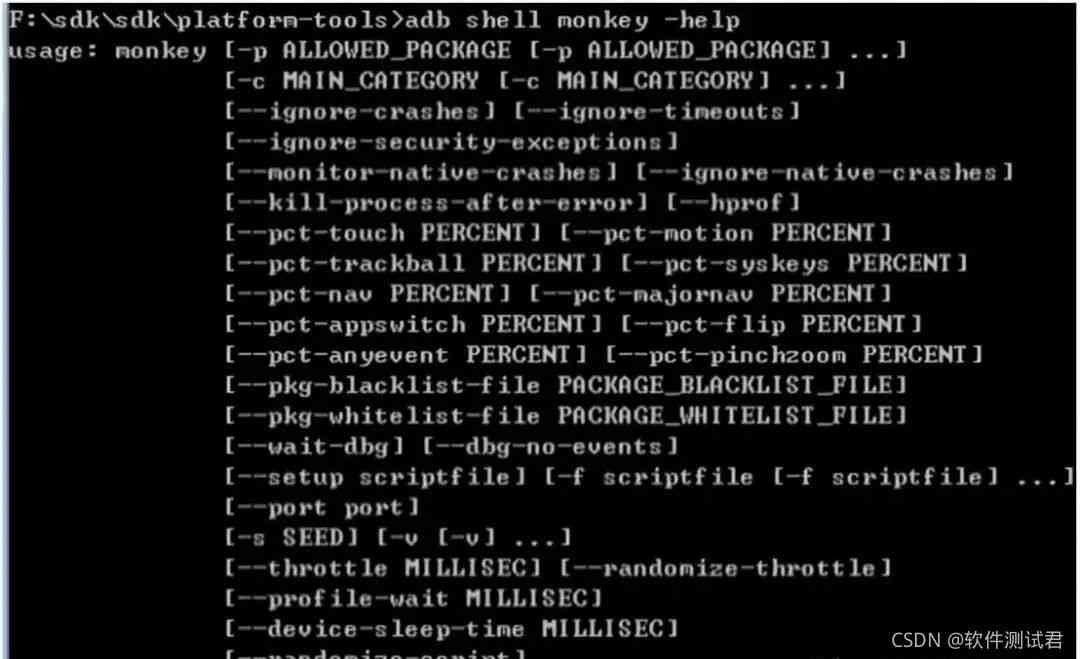 F:\sdk\sdk\platform-tools>adb shell monkey -help
usage: monkey [-p ALLOWED_PACKAGE [-p ALLOWED_PACKAGE] ...]
[-c MAIN_CATEGORY [-c MAIN_CATEGORY] ...]
[--ignore-crashes] [--ignore-timeouts]
[--ignore-security-exceptions]
[--monitor-native-crashes] [--ignore-native-crashes]
[--kill-process-after-error] [--hprof]
[--pct-touch PERCENT] [--pct-motion PERCENT]
[--pct-trackball PERCENT] [--pct-syskeys PERCENT]
[--pct-nav PERCENT] [--pct-majornav PERCENT]
[--pct-appswitch PERCENT] [--pct-flip PERCENT]
[--pct-anyevent PERCENT] [--pct-pinchzoom PERCENT]
[--pkg-blacklist-file PACKAGE_BLACKLIST_FILE]
[--pkg-whitelist-file PACKAGE_WHITELIST_FILE]
[--wait-dbg] [--dbg-no-events]
[--setup scriptfile] [-f scriptfile [-f scriptfile] ...]
[--port port]
[-s SEED] [-v [-v] ...]
[--throttle MILLISEC] [--randomize-throttle]
[--profile-wait MILLISEC]
[--device-sleep-time MILLISEC]
[--randomize-script]
CSDN @软件测试君